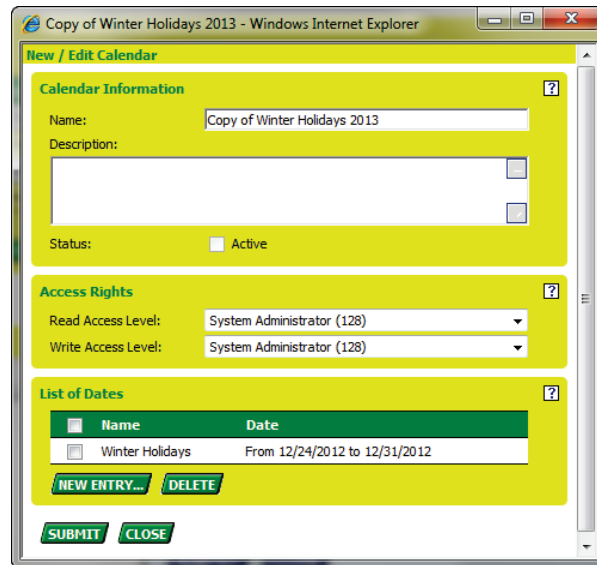 Copy of Winter Holidays 2013 - Windows Internet Explorer
New / Edit Calendar
Calendar Information ?
Name: Copy of Winter Holidays 2013
Description:
Status: Active
Access Rights ?
Read Access Level: System Administrator (128)
Write Access Level: System Administrator (128)
List of Dates ?
Name Date
Winter Holidays From 12/24/2012 to 12/31/2012
NEW ENTRY... DELETE
SUBMIT CLOSE